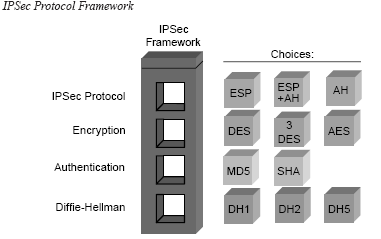 IPSec Protocol Framework
IPSec
Framework
Choices:
IPSec Protocol
ESP
ESP
+AH
AH
Encryption
DES
3
DES
AES
Authentication
MD5
SHA
Diffie-Hellman
DH1
DH2
DH5